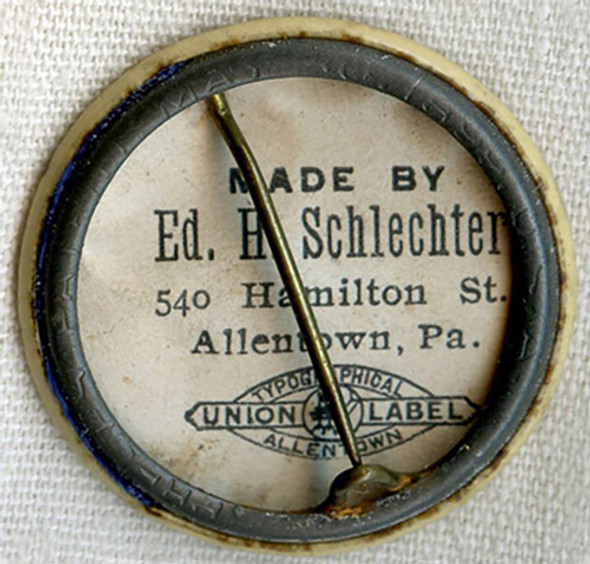 MADE BY
Ed. H. Schlechter
540 Hamilton St.
Allentown, Pa.
TYPOGRAPHICAL
UNION LABEL
ALLENTOWN